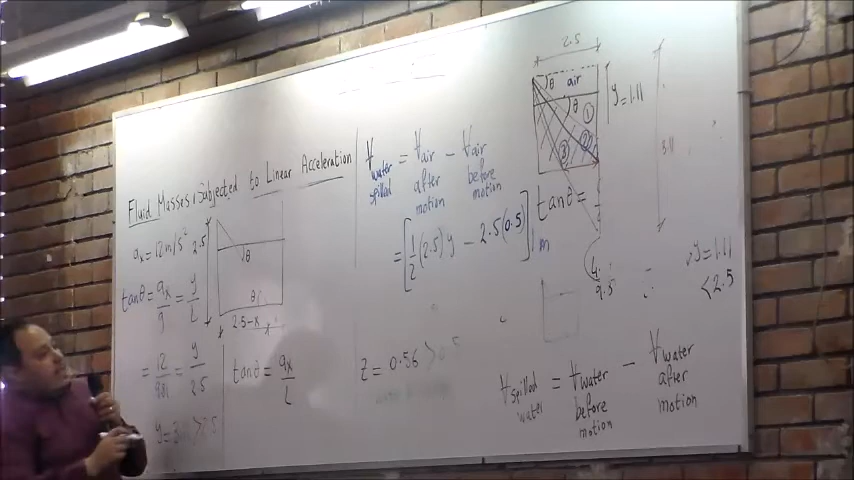 Fluid Masses Subjected to Linear Acceleration
ax = 12 m/s²
2.5
θ
θ
2.5-x
tanθ = ax/g = y/L
= 12/9.81 = y/2.5
tanθ = ax/L
V water spilled = V air after motion - V air before motion
= [1/2 (2.5) y - 2.5(0.5)] 1 m
Z = 0.56 > 0.5
2.5
air
θ
θ
y = 1.11
1
2
3
tanθ =
9.5
y = 1.11
< 2.5
V spilled water = V water before motion - V water after motion